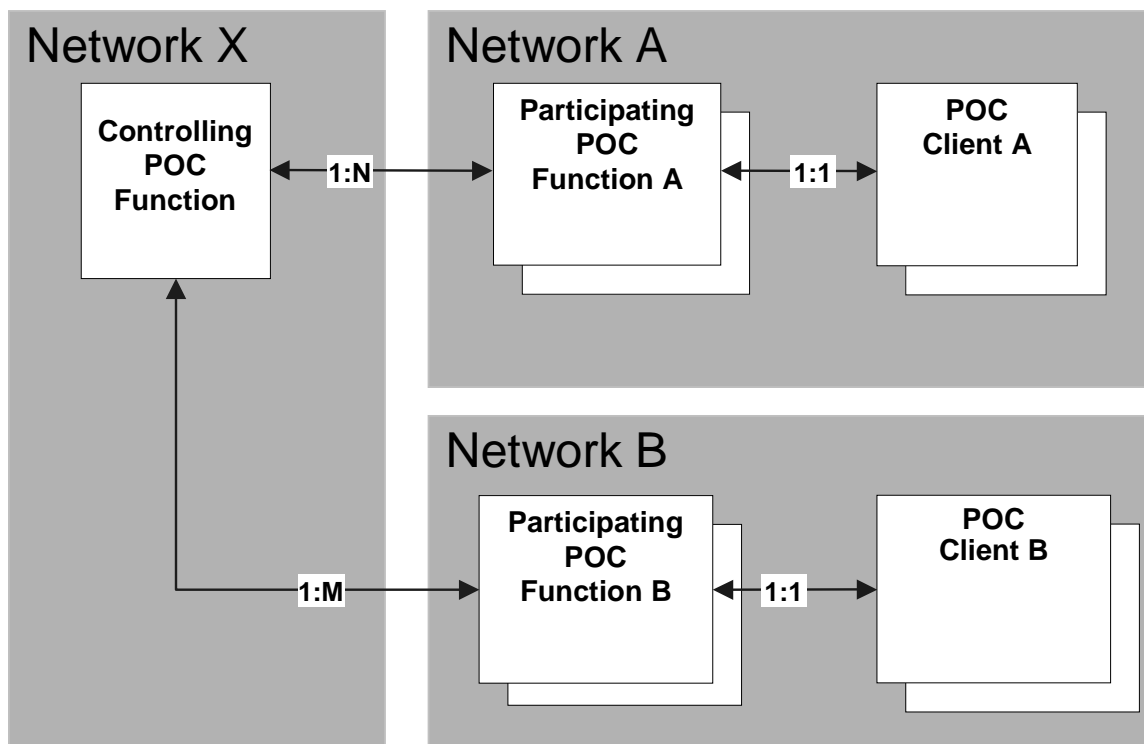 Network X
Controlling
POC
Function
1:N
Network A
Participating
POC
Function A
1:1
POC
Client A
Network B
1:M
Participating
POC
Function B
1:1
POC
Client B